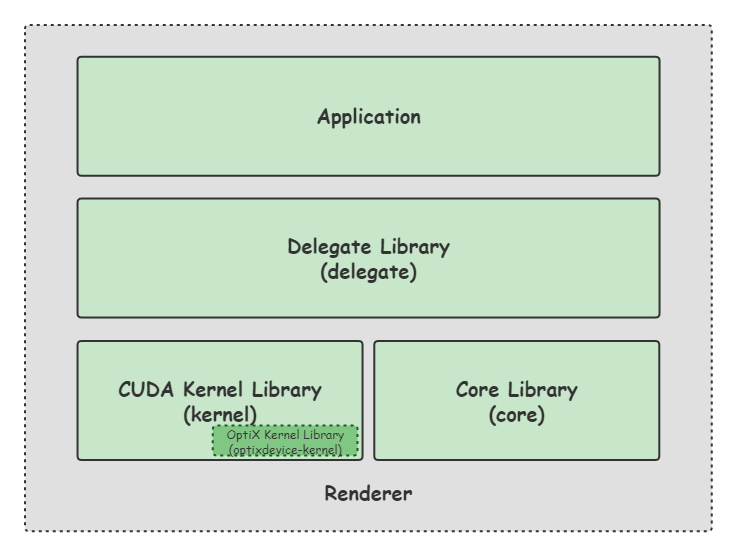 Application
Delegate Library
(delegate)
CUDA Kernel Library
(kernel)
OptiX Kernel Library
(optixdevice-kernel)
Core Library
(core)
Renderer